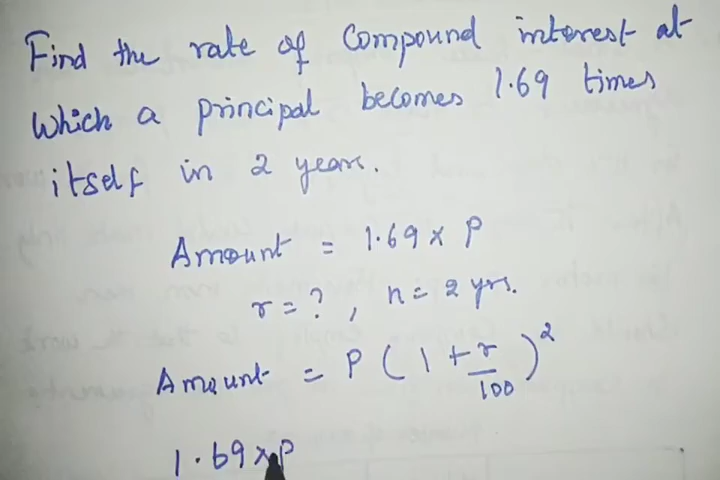 Find the rate of Compound interest at
which a principal becomes 1.69 times
itself in 2 years.
Amount = 1.69 x P
r = ? , n = 2 yrs.
Amount = P ( 1 + r/100 )²
1.69 x P